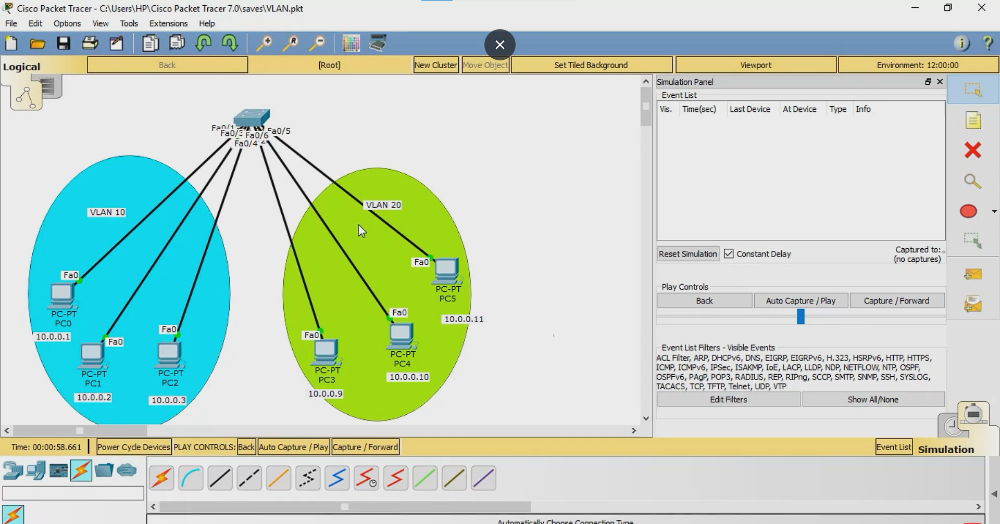 Cisco Packet Tracer - C:\Users\HP\Cisco Packet Tracer 7.0\saves\VLAN.pkt
File Edit Options View Tools Extensions Help
Logical Back [Root] New Cluster Move Object Set Tiled Background Viewport Environment: 12:00:00
Simulation Panel
Event List
Vis. Time(sec) Last Device At Device Type Info
Fa0/1 Fa0/5
Fa0/3 Fa0/6
Fa0/4
VLAN 10
VLAN 20
Fa0
PC-PT
PC0
10.0.0.1
Fa0
PC-PT
PC1
10.0.0.2
Fa0
PC-PT
PC2
10.0.0.3
Fa0
PC-PT
PC3
10.0.0.9
Fa0
PC-PT
PC4
10.0.0.10
Fa0
PC-PT
PC5
10.0.0.11
Reset Simulation Constant Delay Captured to:
(no captures)
Play Controls
Back Auto Capture / Play Capture / Forward
Event List Filters - Visible Events
ACL Filter, ARP, DHCPv6, DNS, EIGRP, EIGRPv6, H.323, HSRPv6, HTTP, HTTPS,
ICMP, ICMPv6, IPSec, ISAKMP, IoE, LACP, LLDP, NDP, NETFLOW, NTP, OSPF,
OSPFv6, PAgP, POP3, RADIUS, REP, RIPng, SCCP, SMTP, SNMP, SSH, SYSLOG,
TACACS, TCP, TFTP, Telnet, UDP, VTP
Edit Filters Show All/None
Time: 00:00:58.661 Power Cycle Devices PLAY CONTROLS: Back Auto Capture / Play Capture / Forward Event List Simulation
Automatically Choose Connection Type